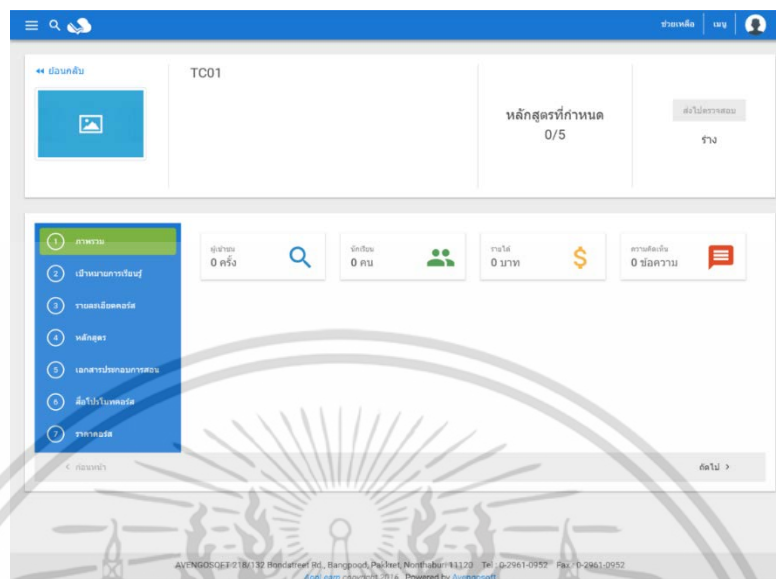 ช่วยเหลือ
เมนู
ย้อนกลับ
TC01
หลักสูตรที่กำหนด
0/5
ส่งไปตรวจสอบ
ร่าง
1 ภาพรวม
2 เป้าหมายการเรียนรู้
3 รายละเอียดคอร์ส
4 หลักสูตร
5 เอกสารประกอบการสอน
6 สื่อโปรโมทคอร์ส
7 ราคาคอร์ส
ผู้เข้าชม
0 ครั้ง
นักเรียน
0 คน
รายได้
0 บาท
ความคิดเห็น
0 ข้อความ
< ก่อนหน้า
ถัดไป >
AVENGOSOFT 218/132 Bondstreet Rd., Bangpood, Pakkret, Nonthaburi 11120 Tel : 0-2961-0952 Fax : 0-2961-0952
Powered by Avengosoft